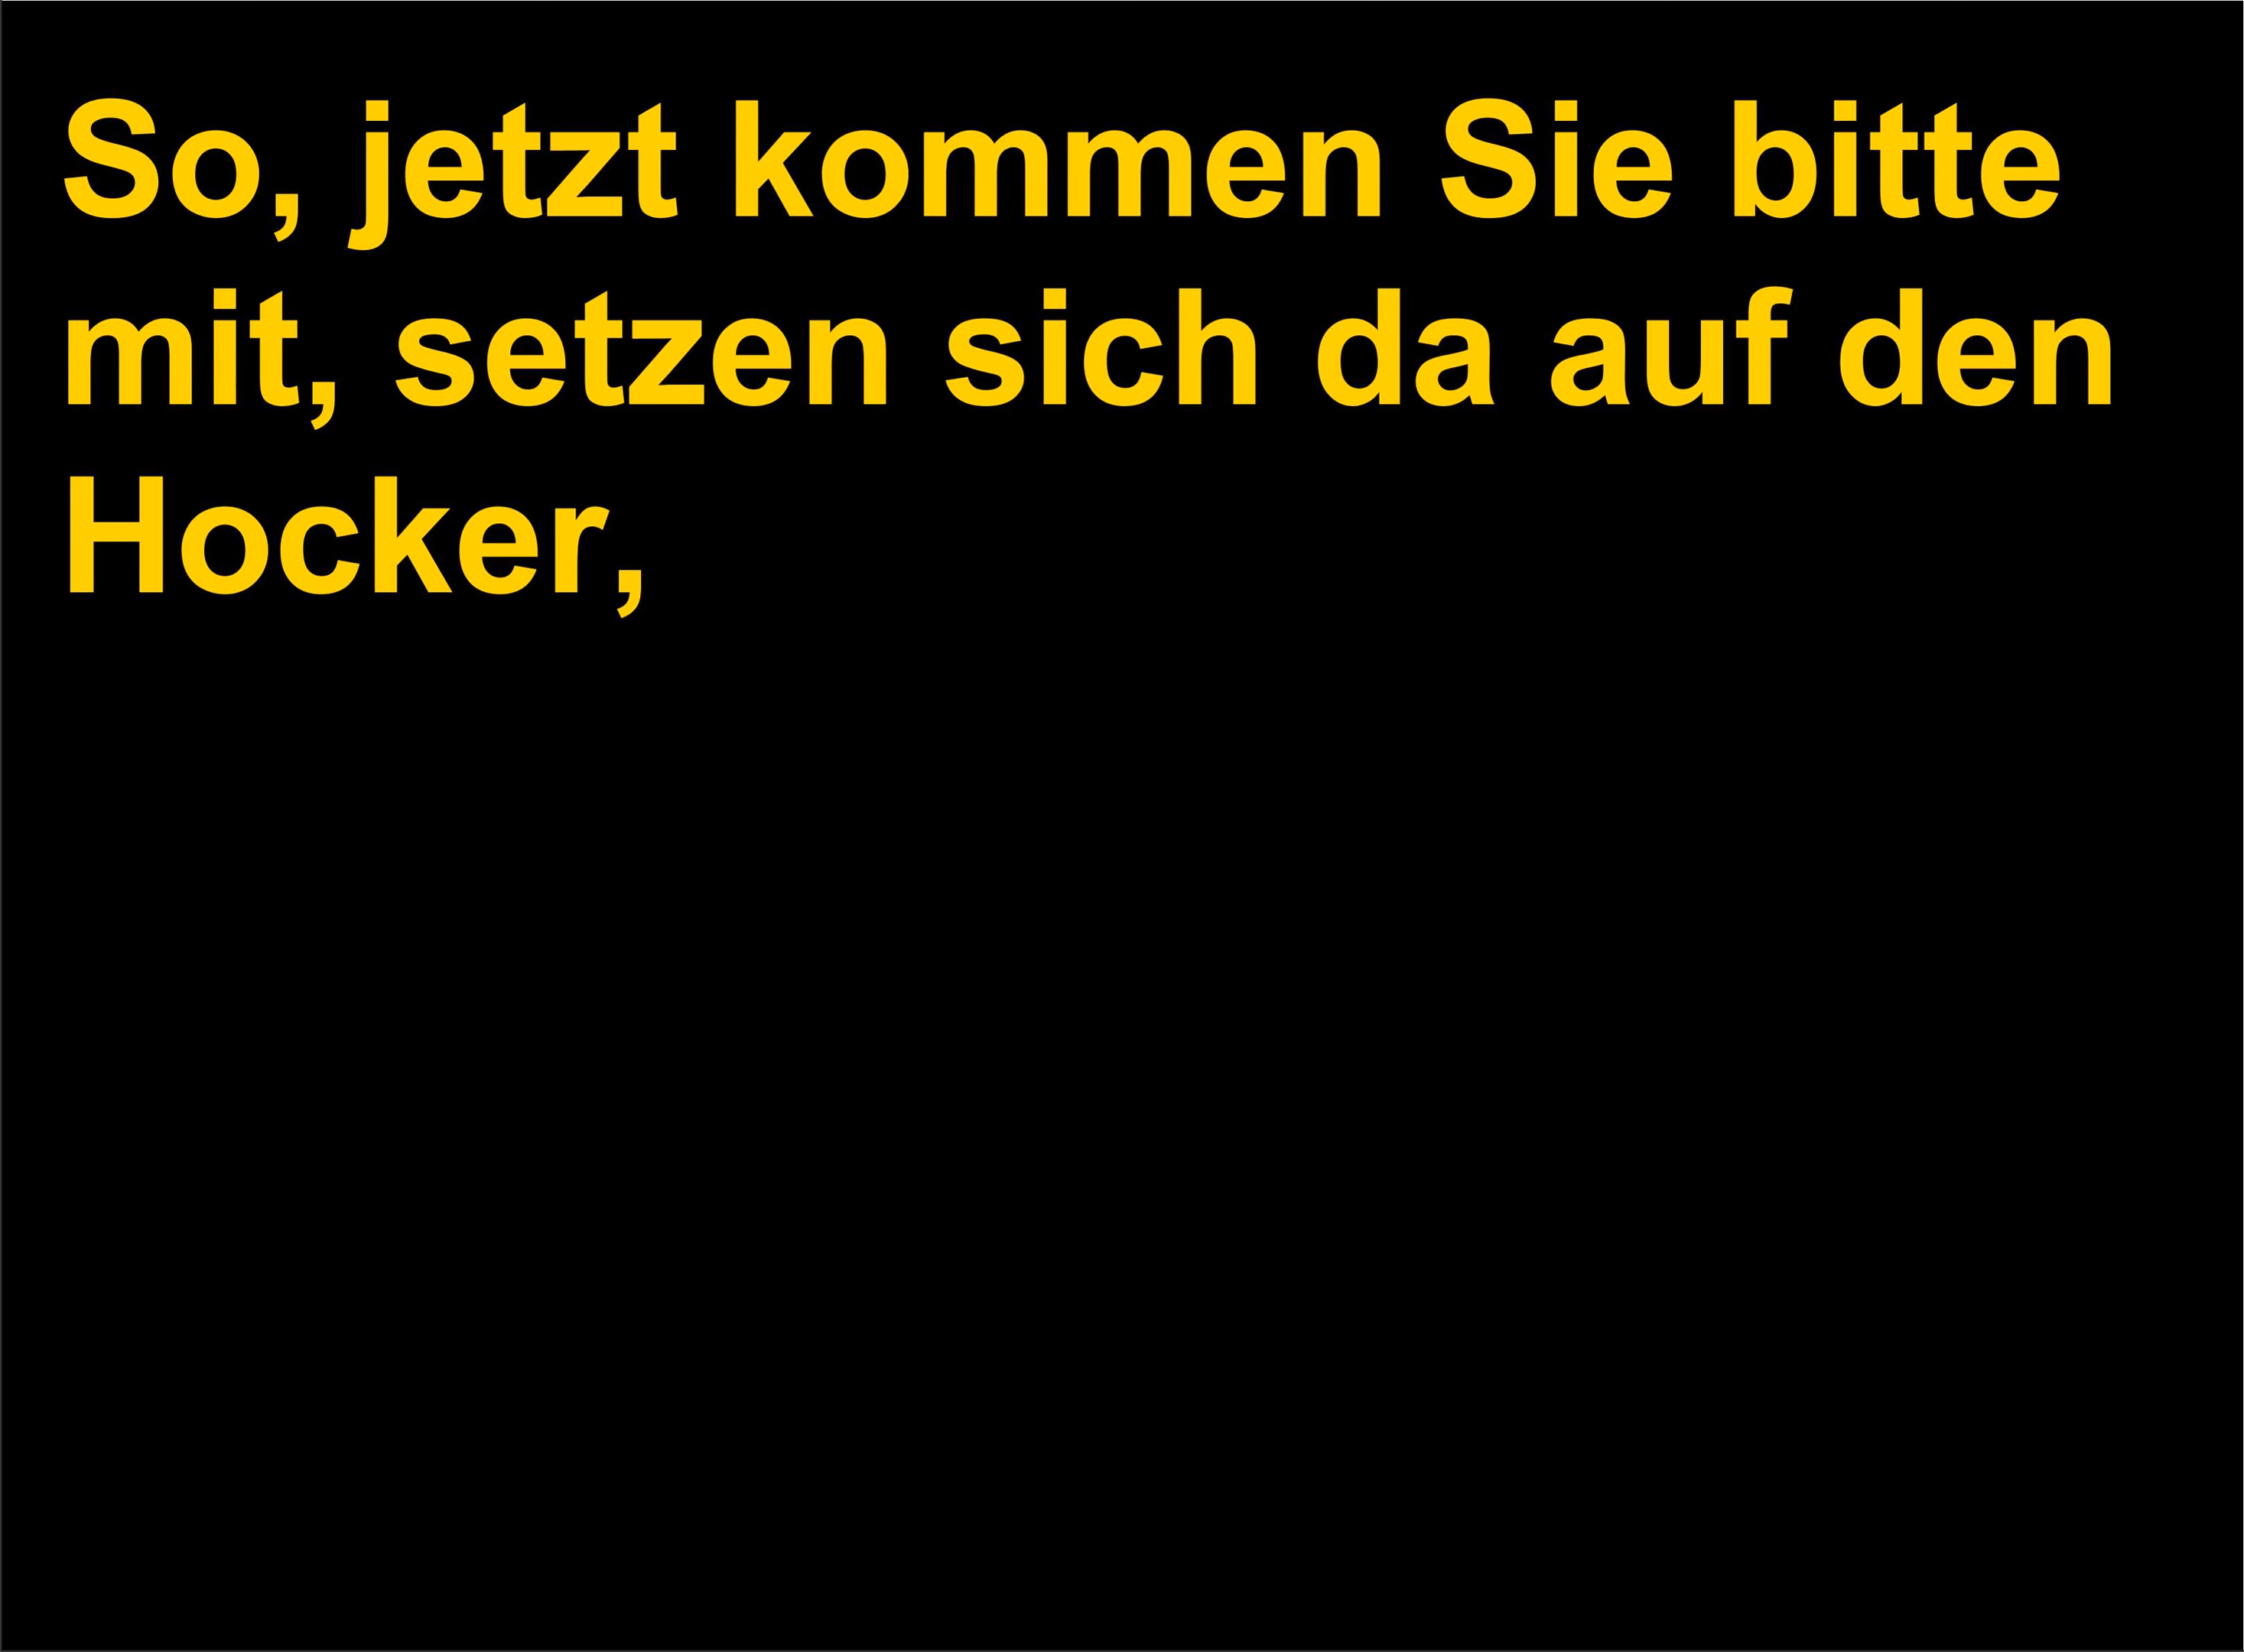 So, jetzt kommen Sie bitte
mit, setzen sich da auf den
Hocker,